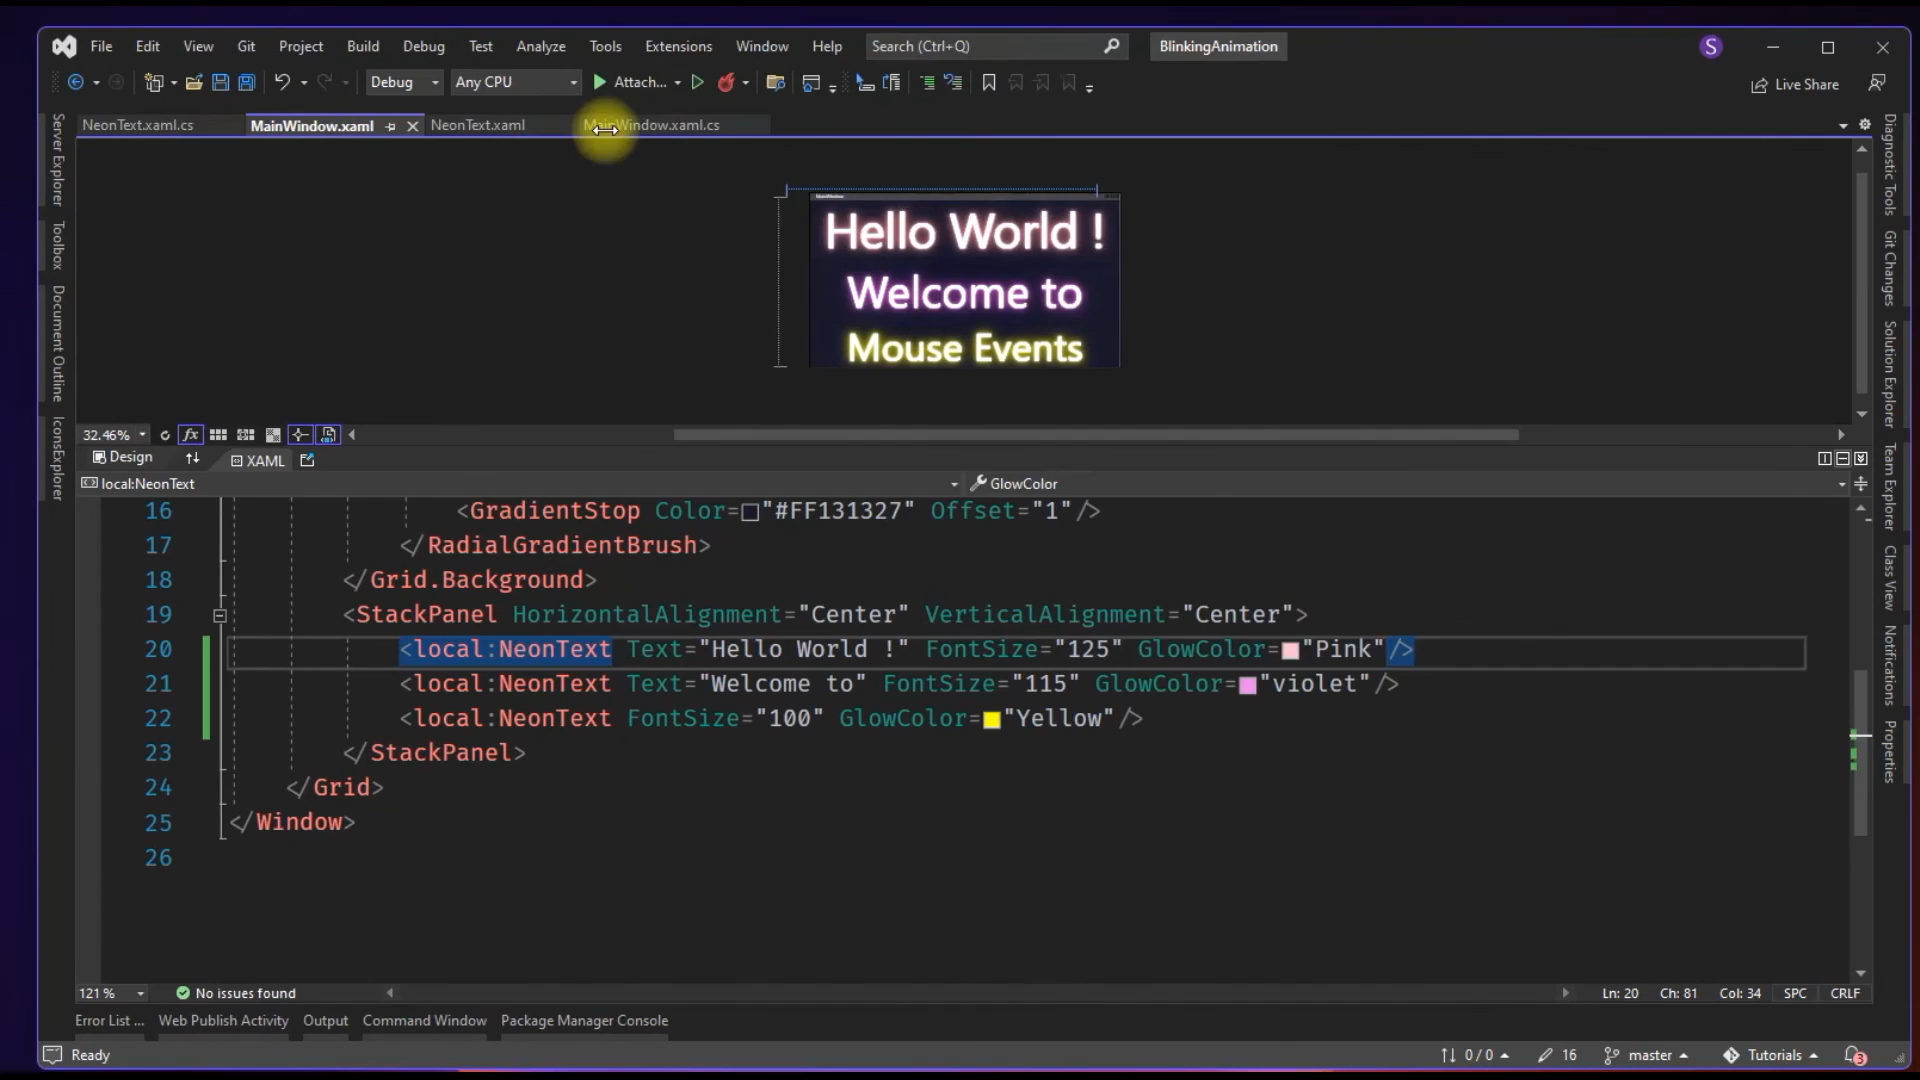 File Edit View Git Project Build Debug Test Analyze Tools Extensions Window Help Search (Ctrl+Q) BlinkingAnimation S
Debug Any CPU Attach... Live Share
NeonText.xaml.cs MainWindow.xaml NeonText.xaml MainWindow.xaml.cs
Server Explorer
Toolbox
Document Outline
IconsExplorer
MainWindow
Hello World !
Welcome to
Mouse Events
32.46% fx
Design XAML
local:NeonText GlowColor
16 <GradientStop Color="#FF131327" Offset="1"/>
17 </RadialGradientBrush>
18 </Grid.Background>
19 <StackPanel HorizontalAlignment="Center" VerticalAlignment="Center">
20 <local:NeonText Text="Hello World !" FontSize="125" GlowColor="Pink"/>
21 <local:NeonText Text="Welcome to" FontSize="115" GlowColor="violet"/>
22 <local:NeonText FontSize="100" GlowColor="Yellow"/>
23 </StackPanel>
24 </Grid>
25 </Window>
26
Diagnostic Tools
Git Changes
Solution Explorer
Team Explorer
Class View
Notifications
Properties
121 % No issues found Ln: 20 Ch: 81 Col: 34 SPC CRLF
Error List ... Web Publish Activity Output Command Window Package Manager Console
Ready 0 / 0 16 master Tutorials 3